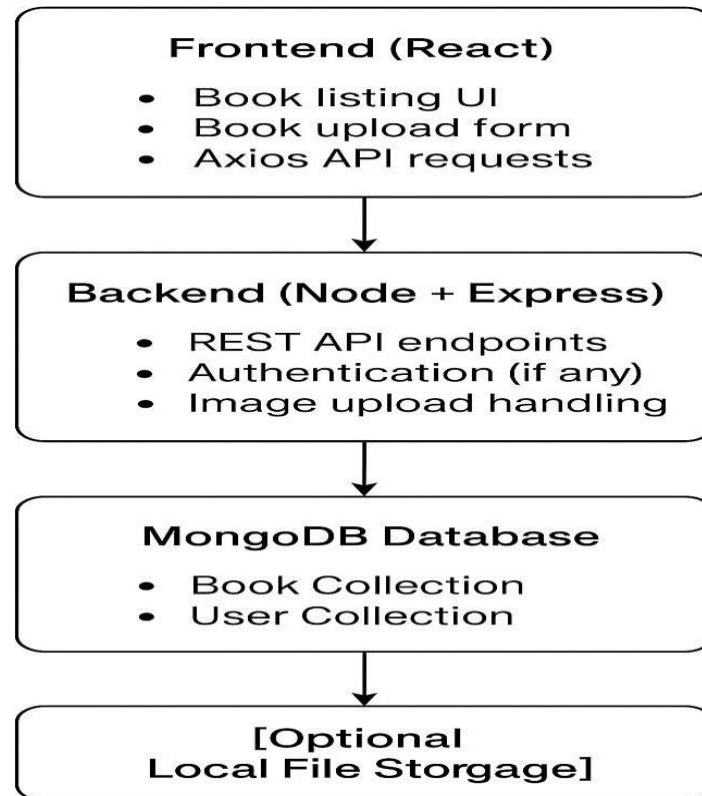 Frontend (React)
• Book listing UI
• Book upload form
• Axios API requests
Backend (Node + Express)
• REST API endpoints
• Authentication (if any)
• Image upload handling
MongoDB Database
• Book Collection
• User Collection
[Optional
Local File Storgage]